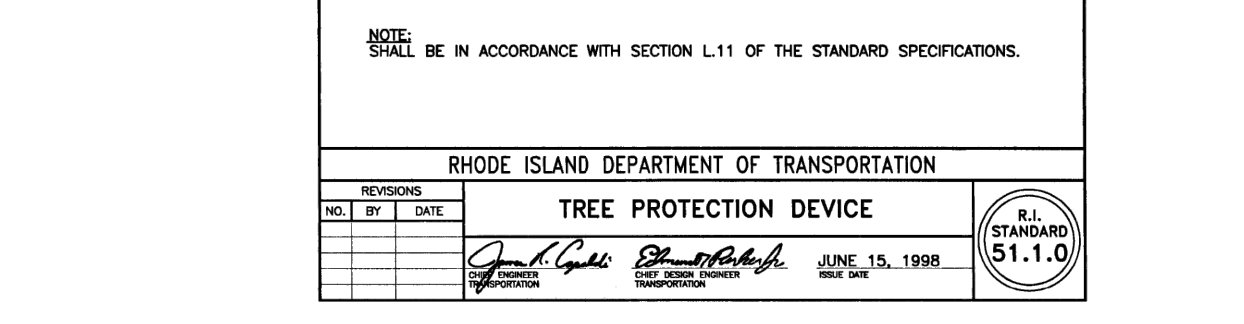 NOTE:
SHALL BE IN ACCORDANCE WITH SECTION L.11 OF THE STANDARD SPECIFICATIONS.
RHODE ISLAND DEPARTMENT OF TRANSPORTATION
REVISIONS
NO. BY DATE
TREE PROTECTION DEVICE
CHIEF ENGINEER
TRANSPORTATION
CHIEF DESIGN ENGINEER
TRANSPORTATION
JUNE 15, 1998
ISSUE DATE
R.I.
STANDARD
51.1.0